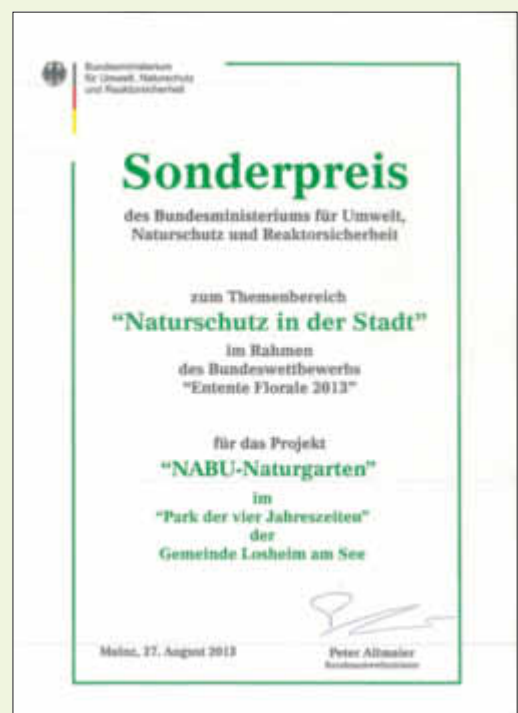 Bundesministerium
für Umwelt, Naturschutz
und Reaktorsicherheit
Sonderpreis
des Bundesministeriums für Umwelt,
Naturschutz und Reaktorsicherheit
zum Themenbereich
“Naturschutz in der Stadt”
im Rahmen
des Bundeswettbewerbs
“Entente Florale 2013”
für das Projekt
“NABU-Naturgarten”
im
“Park der vier Jahreszeiten”
der
Gemeinde Losheim am See
Mainz, 27. August 2013
Peter Altmaier
Bundesumweltminister